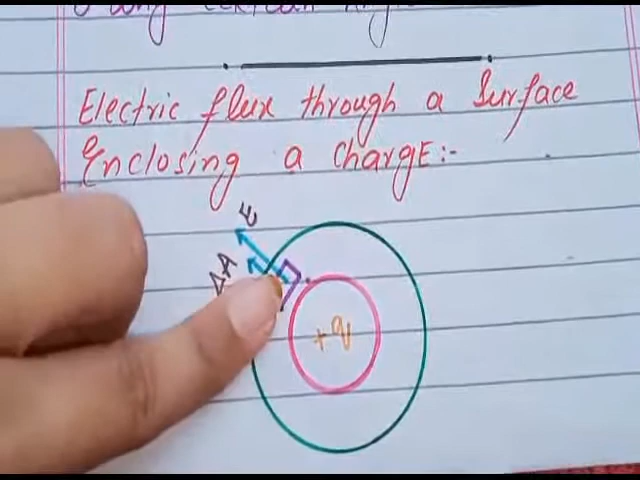 Electric flux through a Surface
Enclosing a ChargE:-
E
ΔA
+q